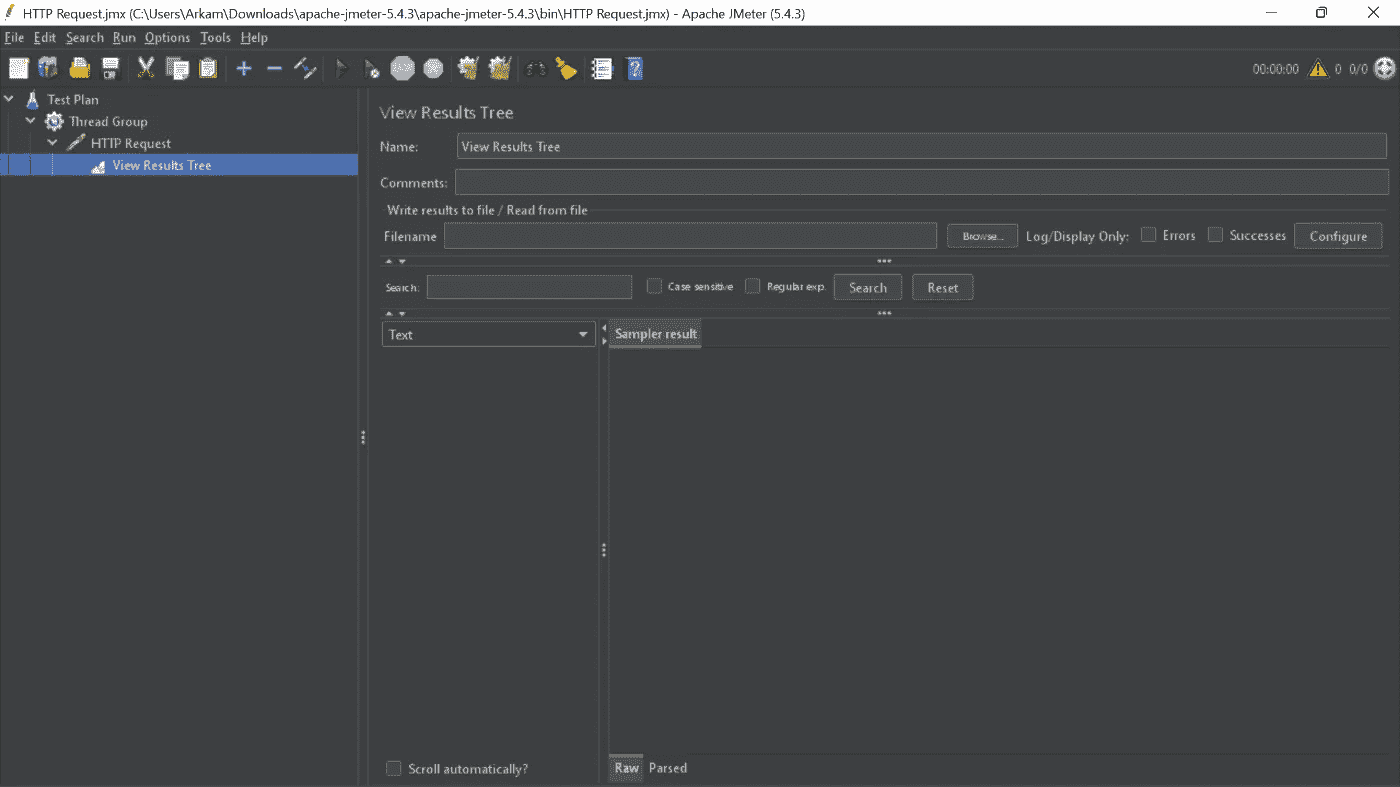 HTTP Request.jmx (C:\Users\Arkam\Downloads\apache-jmeter-5.4.3\apache-jmeter-5.4.3\bin\HTTP Request.jmx) - Apache JMeter (5.4.3)
File Edit Search Run Options Tools Help
00:00:00 0 0/0
Test Plan
Thread Group
HTTP Request
View Results Tree
View Results Tree
Name: View Results Tree
Comments:
Write results to file / Read from file
Filename Browse... Log/Display Only: Errors Successes Configure
Search: Case sensitive Regular exp. Search Reset
Text
Sampler result
Scroll automatically?
Raw Parsed